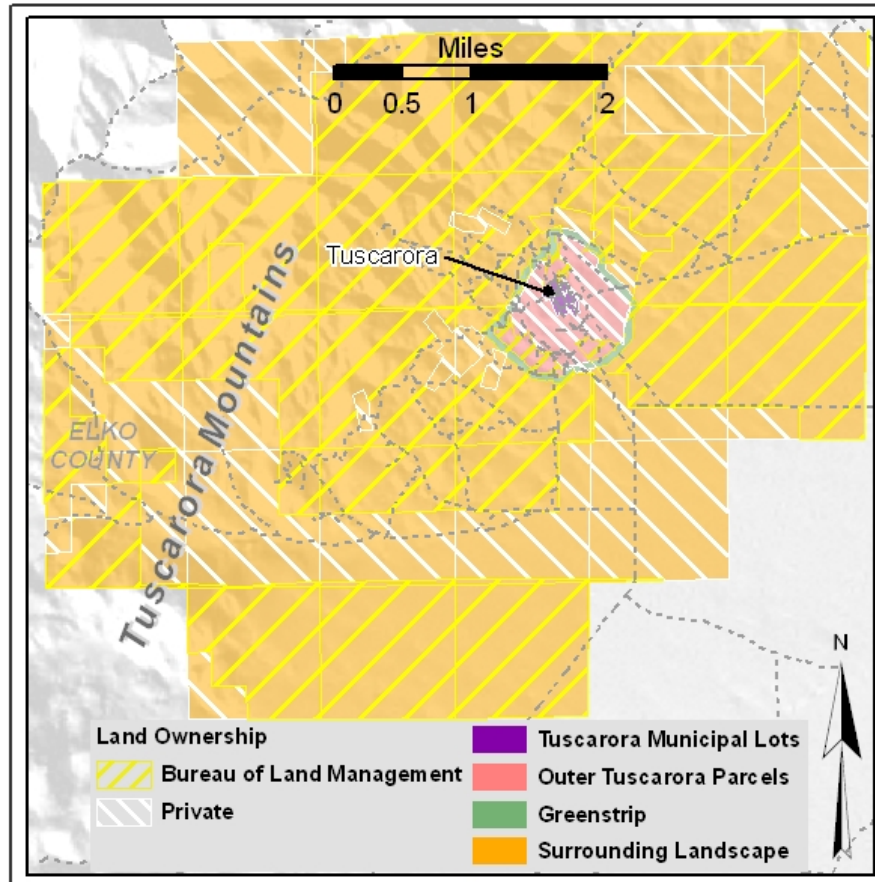 Miles
0 0.5 1 2
Tuscarora
Tuscarora Mountains
ELKO
COUNTY
N
Land Ownership
Bureau of Land Management
Private
Tuscarora Municipal Lots
Outer Tuscarora Parcels
Greenstrip
Surrounding Landscape